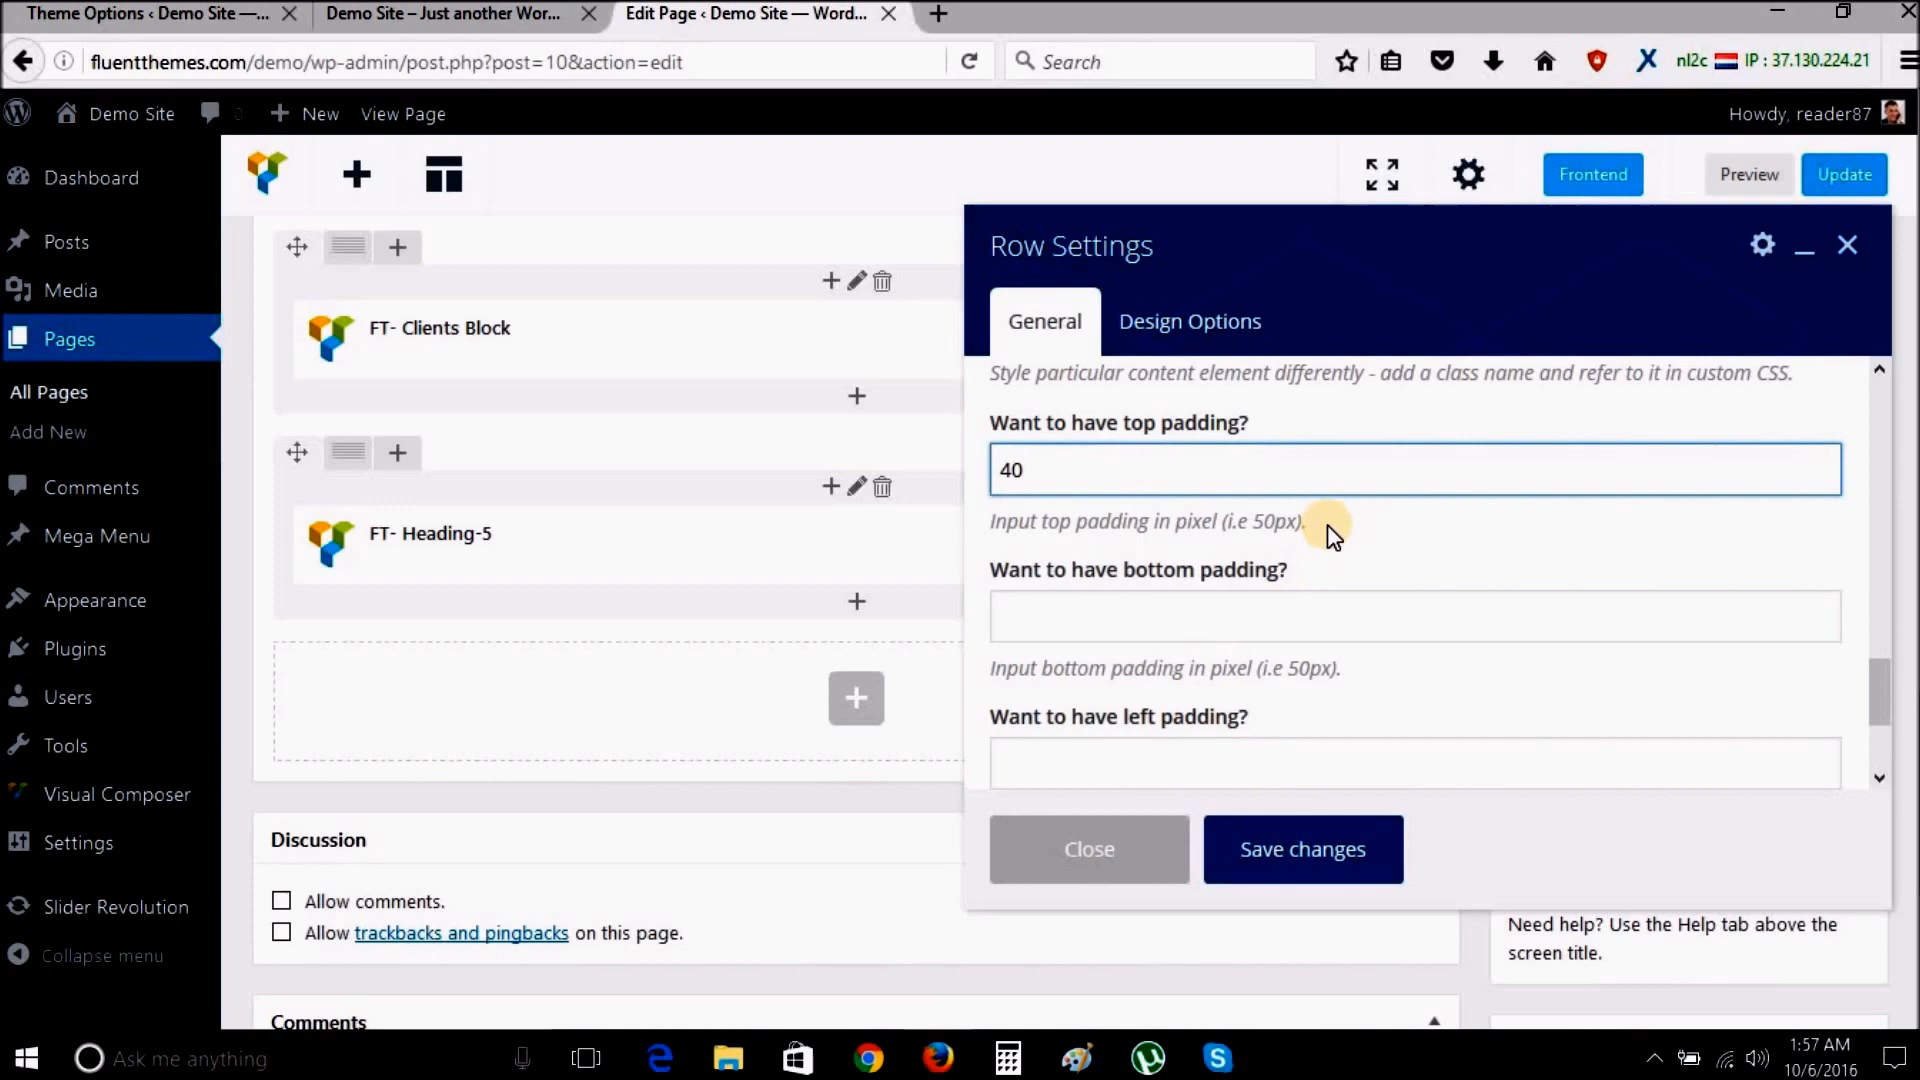 Theme Options ‹ Demo Site —...
Demo Site – Just another Wor...
Edit Page ‹ Demo Site — Word...
fluentthemes.com/demo/wp-admin/post.php?post=10&action=edit
Search
nl2c
IP : 37.130.224.21
Demo Site
New
View Page
Howdy, reader87
Dashboard
Posts
Media
Pages
All Pages
Add New
Comments
Mega Menu
Appearance
Plugins
Users
Tools
Visual Composer
Settings
Slider Revolution
Collapse menu
Frontend
Preview
Update
FT- Clients Block
FT- Heading-5
Row Settings
General
Design Options
Style particular content element differently - add a class name and refer to it in custom CSS.
Want to have top padding?
40
Input top padding in pixel (i.e 50px).
Want to have bottom padding?
Input bottom padding in pixel (i.e 50px).
Want to have left padding?
Close
Save changes
Discussion
Allow comments.
Allow trackbacks and pingbacks on this page.
Need help? Use the Help tab above the
screen title.
Comments
Ask me anything
1:57 AM
10/6/2016